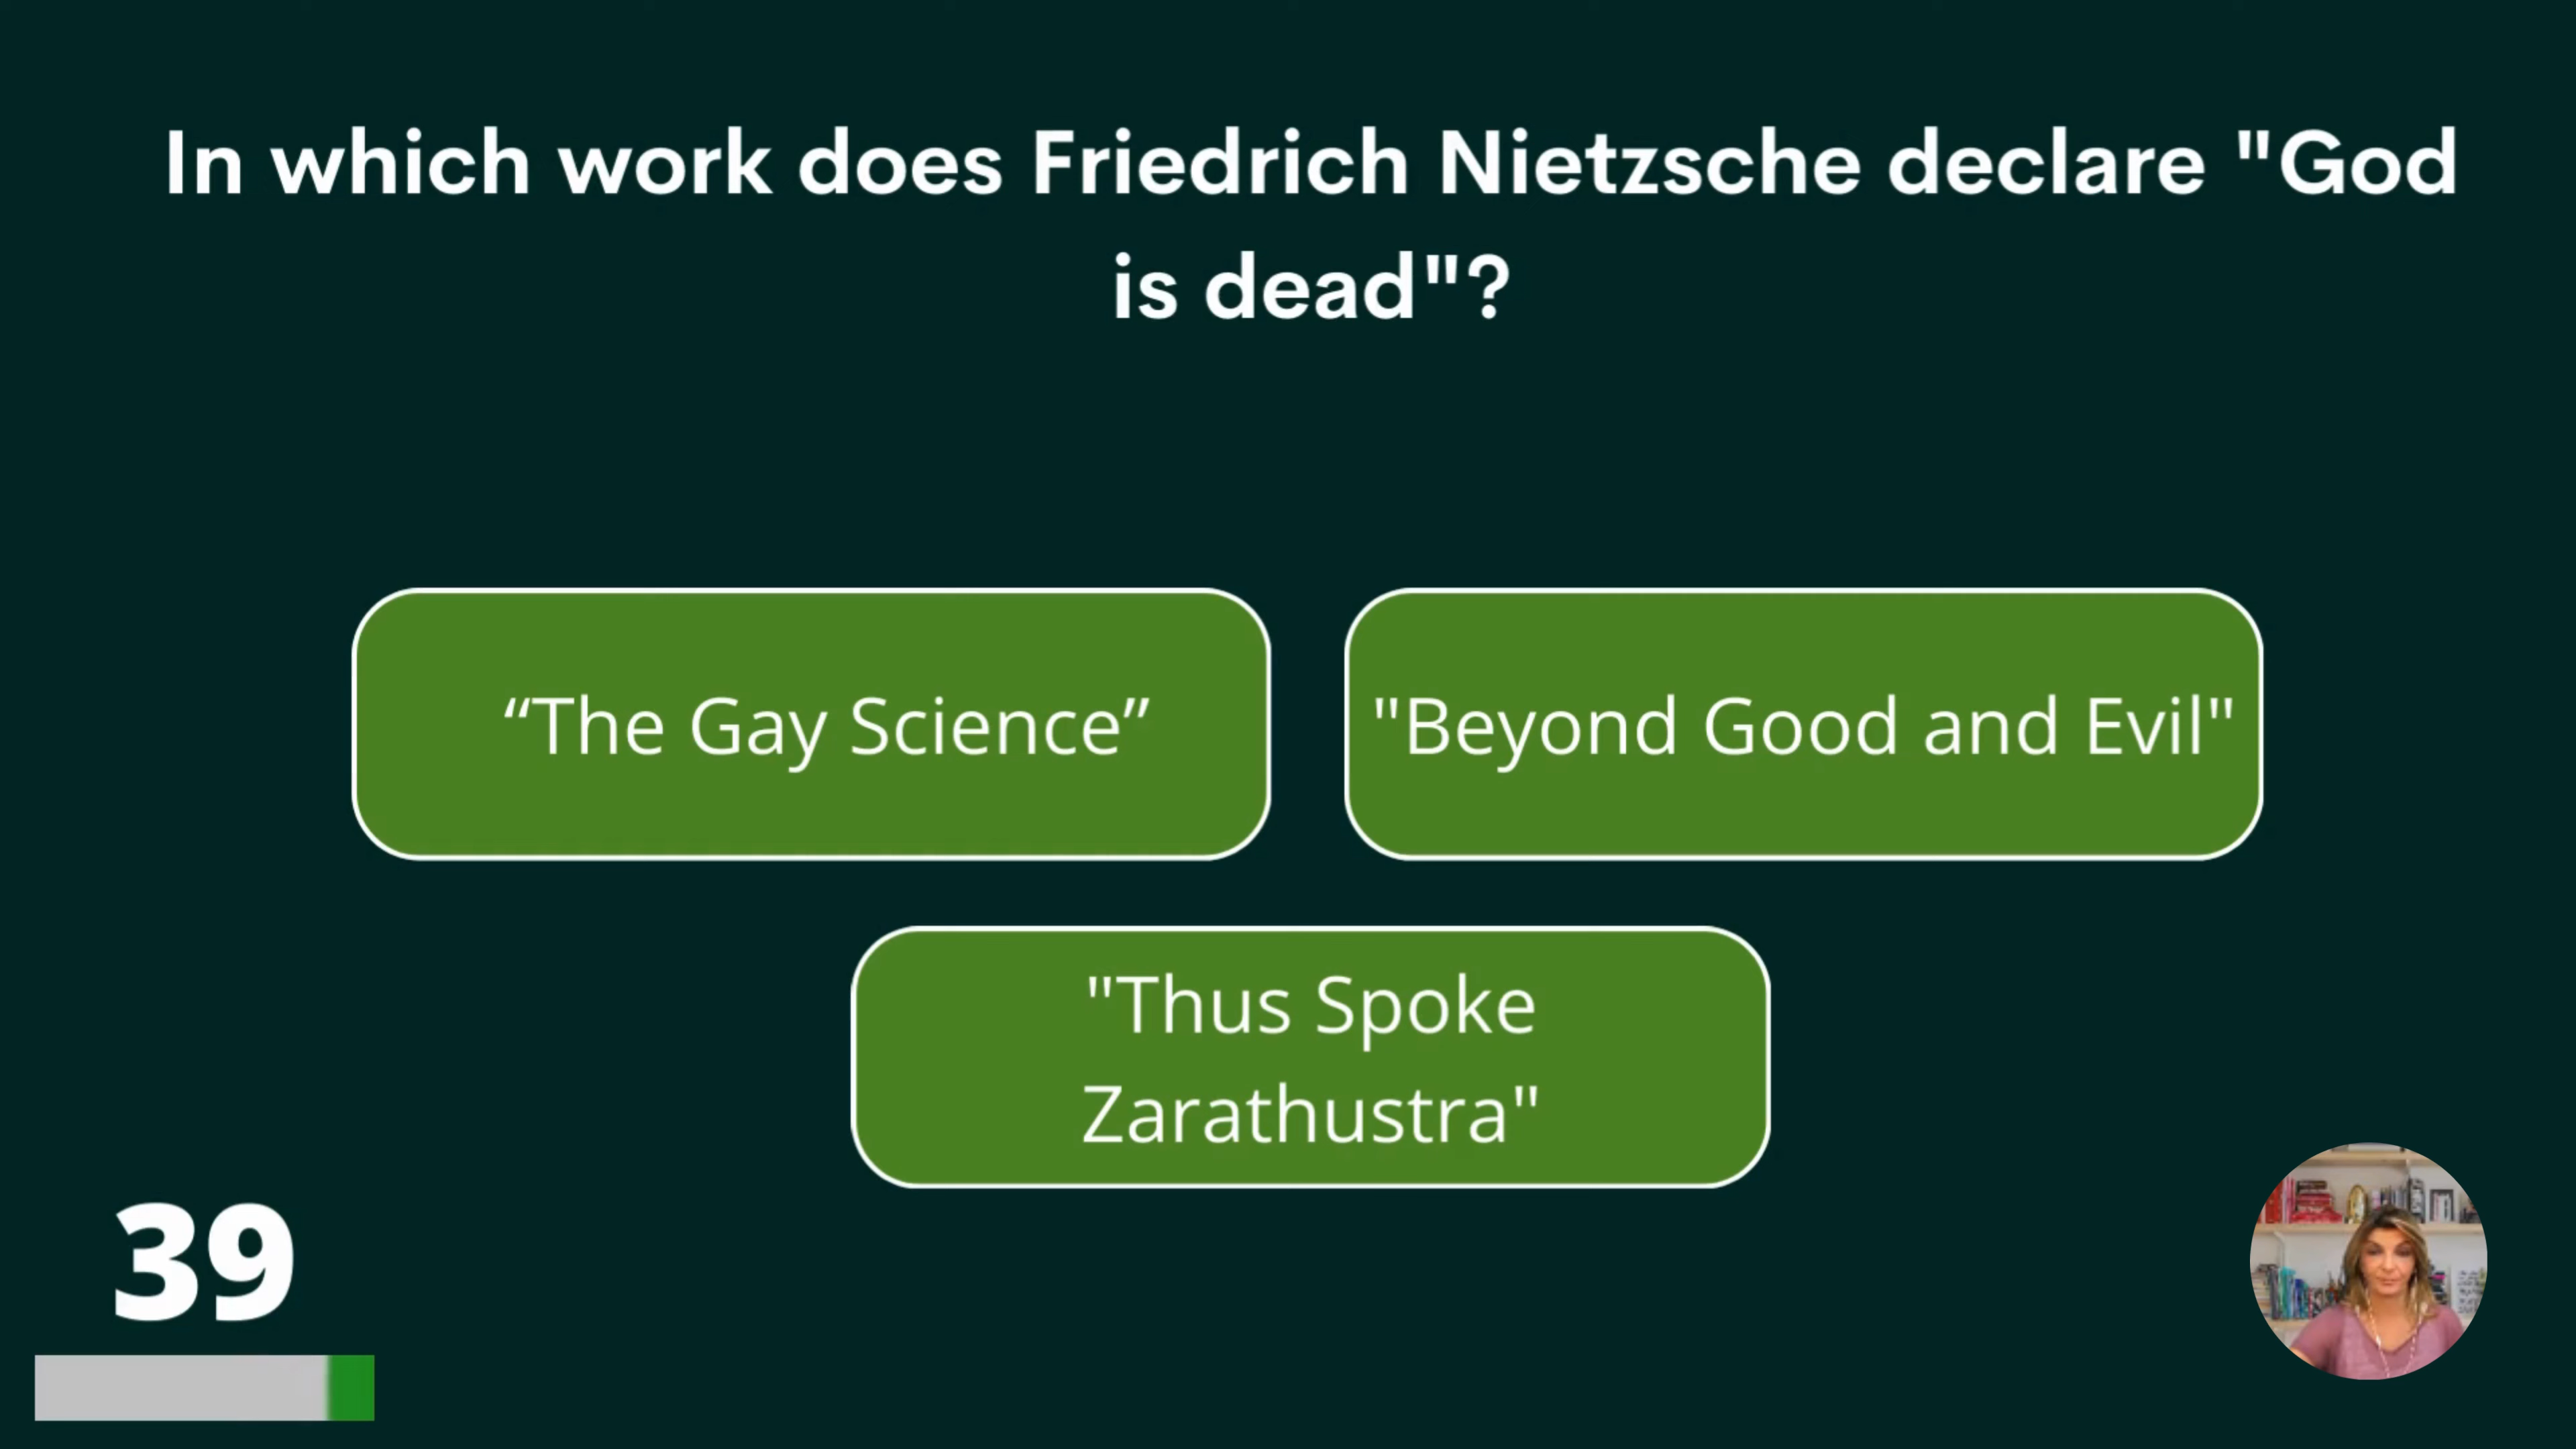 In which work does Friedrich Nietzsche declare "God
is dead"?
“The Gay Science”
"Beyond Good and Evil"
"Thus Spoke
Zarathustra"
39